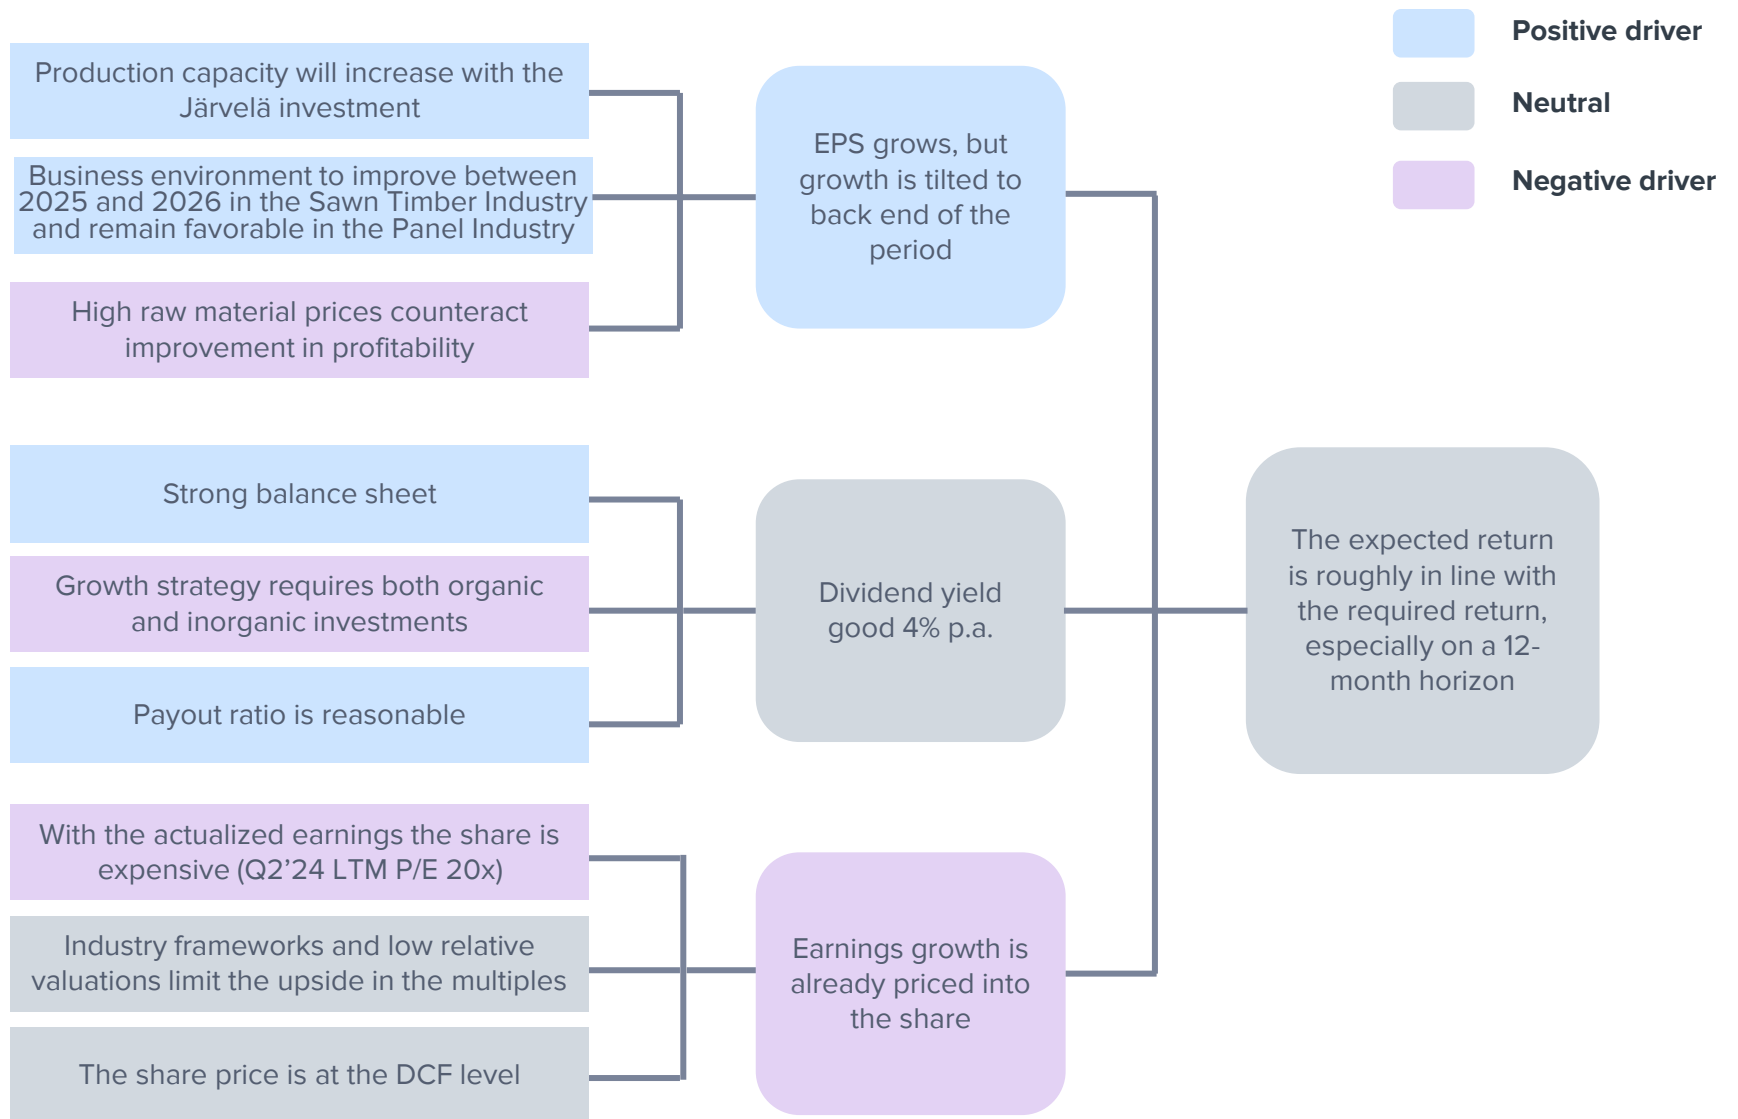 Positive driver
Neutral
Negative driver
Production capacity will increase with the
Järvelä investment
Business environment to improve between
2025 and 2026 in the Sawn Timber Industry
and remain favorable in the Panel Industry
High raw material prices counteract
improvement in profitability
EPS grows, but
growth is tilted to
back end of the
period
Strong balance sheet
Growth strategy requires both organic
and inorganic investments
Payout ratio is reasonable
Dividend yield
good 4% p.a.
With the actualized earnings the share is
expensive (Q2’24 LTM P/E 20x)
Industry frameworks and low relative
valuations limit the upside in the multiples
The share price is at the DCF level
Earnings growth is
already priced into
the share
The expected return
is roughly in line with
the required return,
especially on a 12-
month horizon